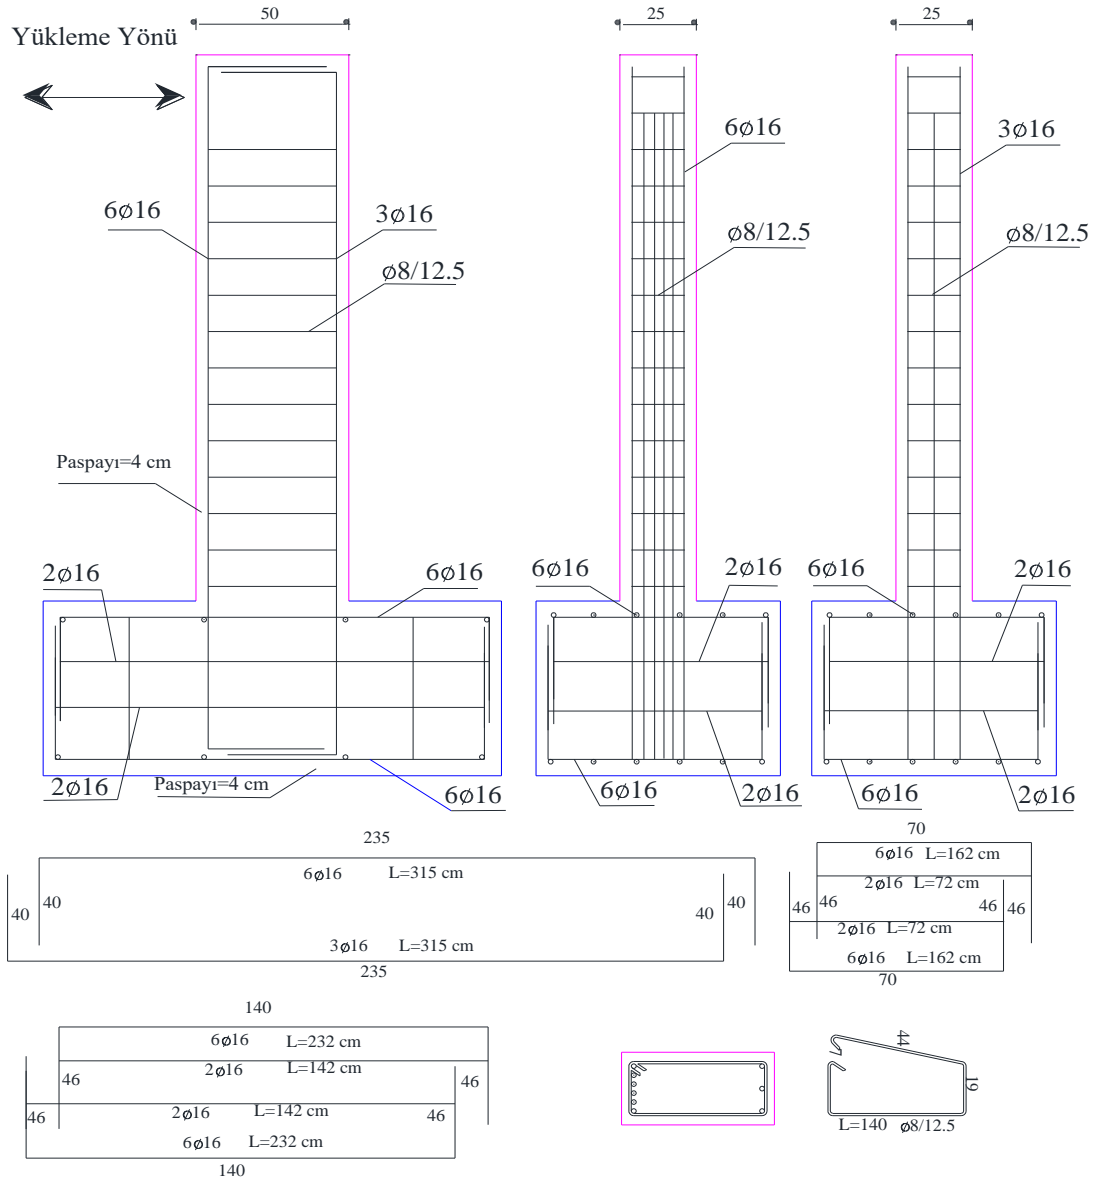 50
25
25
Yükleme Yönü
6ø16
3ø16
6ø16
3ø16
ø8/12.5
ø8/12.5
ø8/12.5
Paspayı=4 cm
2ø16
6ø16
6ø16
2ø16
6ø16
2ø16
2ø16
Paspayı=4 cm
6ø16
6ø16
2ø16
6ø16
2ø16
235
6ø16 L=315 cm
40
40
40
40
3ø16 L=315 cm
235
70
6ø16 L=162 cm
2ø16 L=72 cm
46
46
46
46
2ø16 L=72 cm
6ø16 L=162 cm
70
140
6ø16 L=232 cm
2ø16 L=142 cm
46
46
2ø16 L=142 cm
46
46
6ø16 L=232 cm
140
44
19
L=140 ø8/12.5